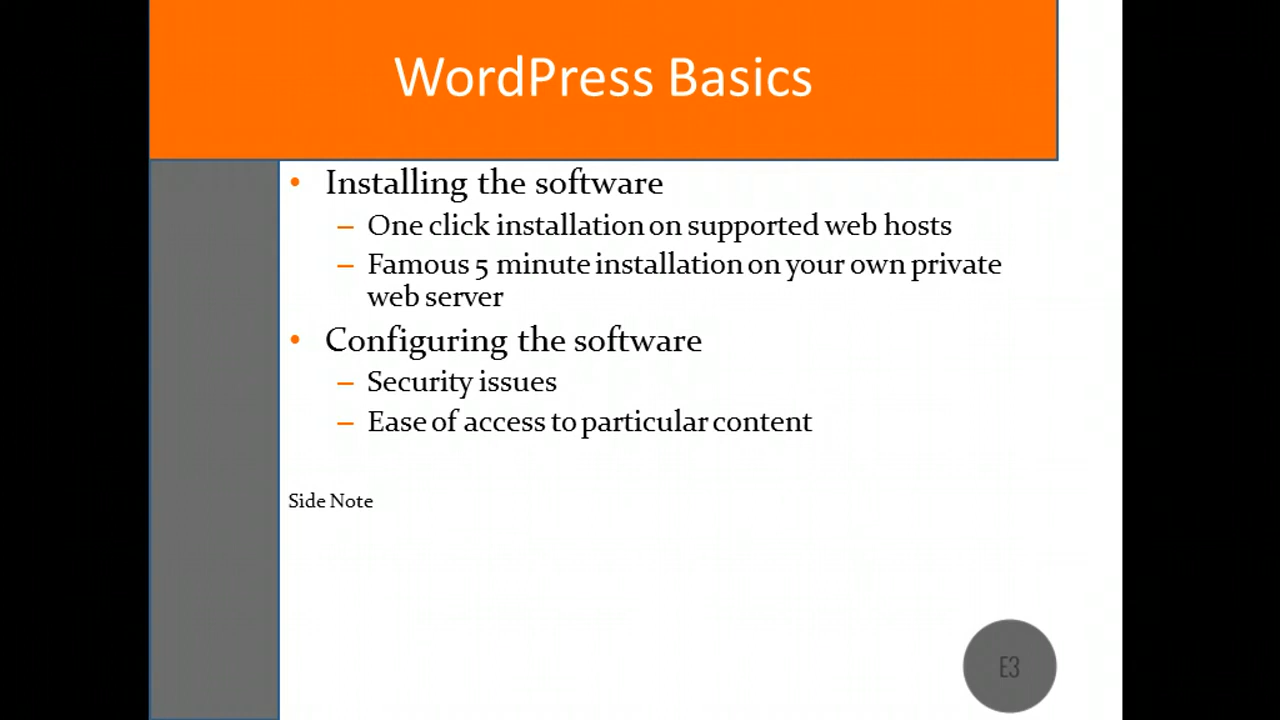 WordPress Basics
• Installing the software
– One click installation on supported web hosts
– Famous 5 minute installation on your own private
web server
• Configuring the software
– Security issues
– Ease of access to particular content
Side Note
E3